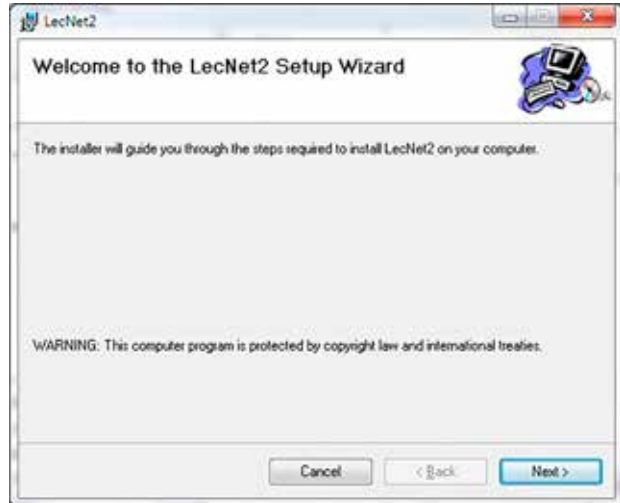 LecNet2
Welcome to the LecNet2 Setup Wizard
The installer will guide you through the steps required to install LecNet2 on your computer.
WARNING: This computer program is protected by copyright law and international treaties.
Cancel
< Back
Next >